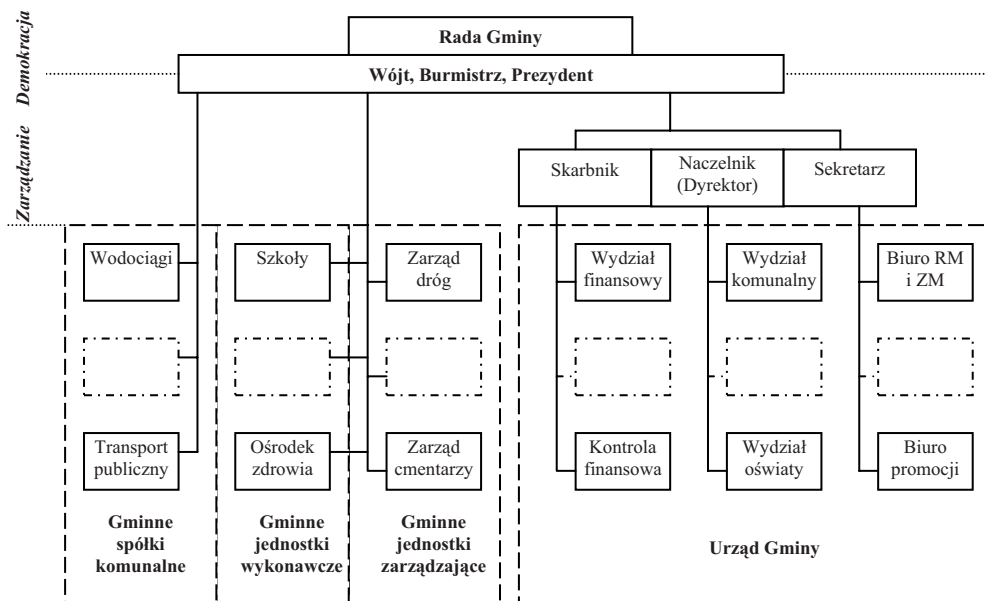 Demokracja
Rada Gminy
Wójt, Burmistrz, Prezydent
Zarządzanie
Skarbnik
Naczelnik
(Dyrektor)
Sekretarz
Wodociągi
Szkoły
Zarząd
dróg
Wydział
finansowy
Wydział
komunalny
Biuro RM
i ZM
Transport
publiczny
Ośrodek
zdrowia
Zarząd
cmentarzy
Kontrola
finansowa
Wydział
oświaty
Biuro
promocji
Gminne
spółki
komunalne
Gminne
jednostki
wykonawcze
Gminne
jednostki
zarządzające
Urząd Gminy